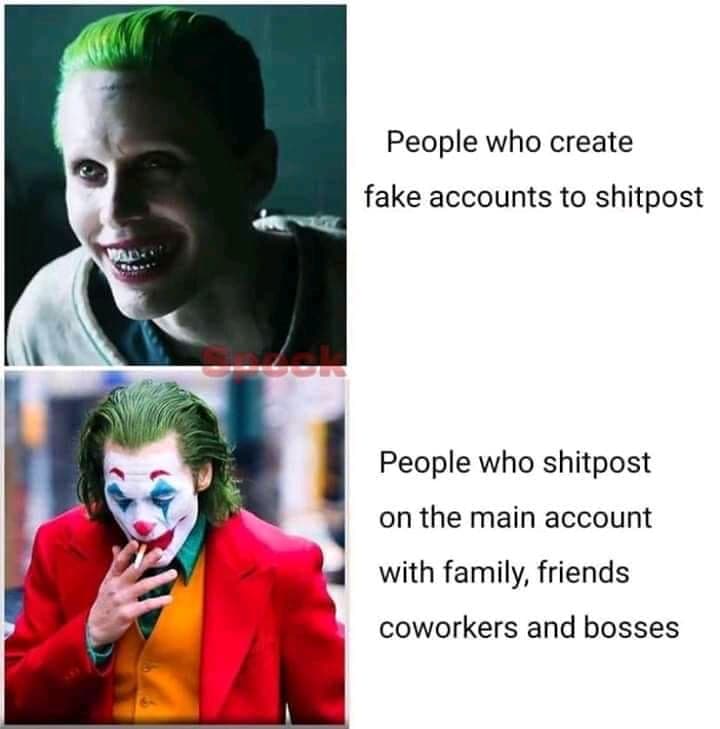 People who create
fake accounts to shitpost
Speck
People who shitpost
on the main account
with family, friends
coworkers and bosses